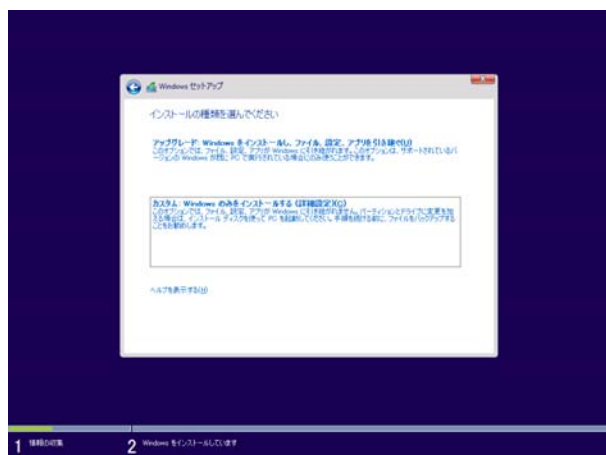 Windows セットアップ
インストールの種類を選んでください
アップグレード: Windows をインストールし、ファイル、設定、アプリを引き継ぐ(U)
このオプションでは、ファイル、設定、アプリが Windows に引き継がれます。このオプションは、サポートされているバ
ージョンの Windows が既に PC で実行されている場合にのみ使うことができます。
カスタム: Windows のみをインストールする (詳細設定)(C)
このオプションでは、ファイル、設定、アプリが Windows に引き継がれません。パーティションとドライブに変更を加
える場合は、インストール ディスクを使って PC を起動してください。手順を続ける前に、ファイルをバックアップする
ことをお勧めします。
ヘルプを表示する(H)
1 情報の収集
2 Windows をインストールしています